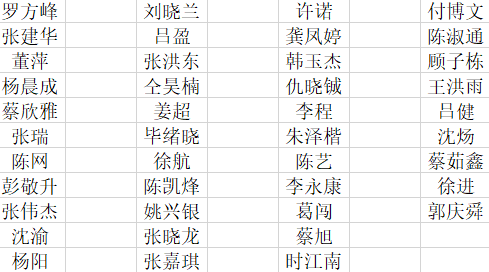 罗方峰 刘晓兰 许诺 付博文
张建华 吕盈 龚凤婷 陈淑通
董萍 张洪东 韩玉杰 顾子栋
杨晨成 仝昊楠 仇晓铖 王洪雨
蔡欣雅 姜超 李程 吕健
张瑞 毕绪晓 朱泽楷 沈炀
陈网 徐航 陈艺 蔡茹鑫
彭敬升 陈凯烽 李永康 徐进
张伟杰 姚兴银 葛闯 郭庆舜
沈渝 张晓龙 蔡旭
杨阳 张嘉琪 时江南